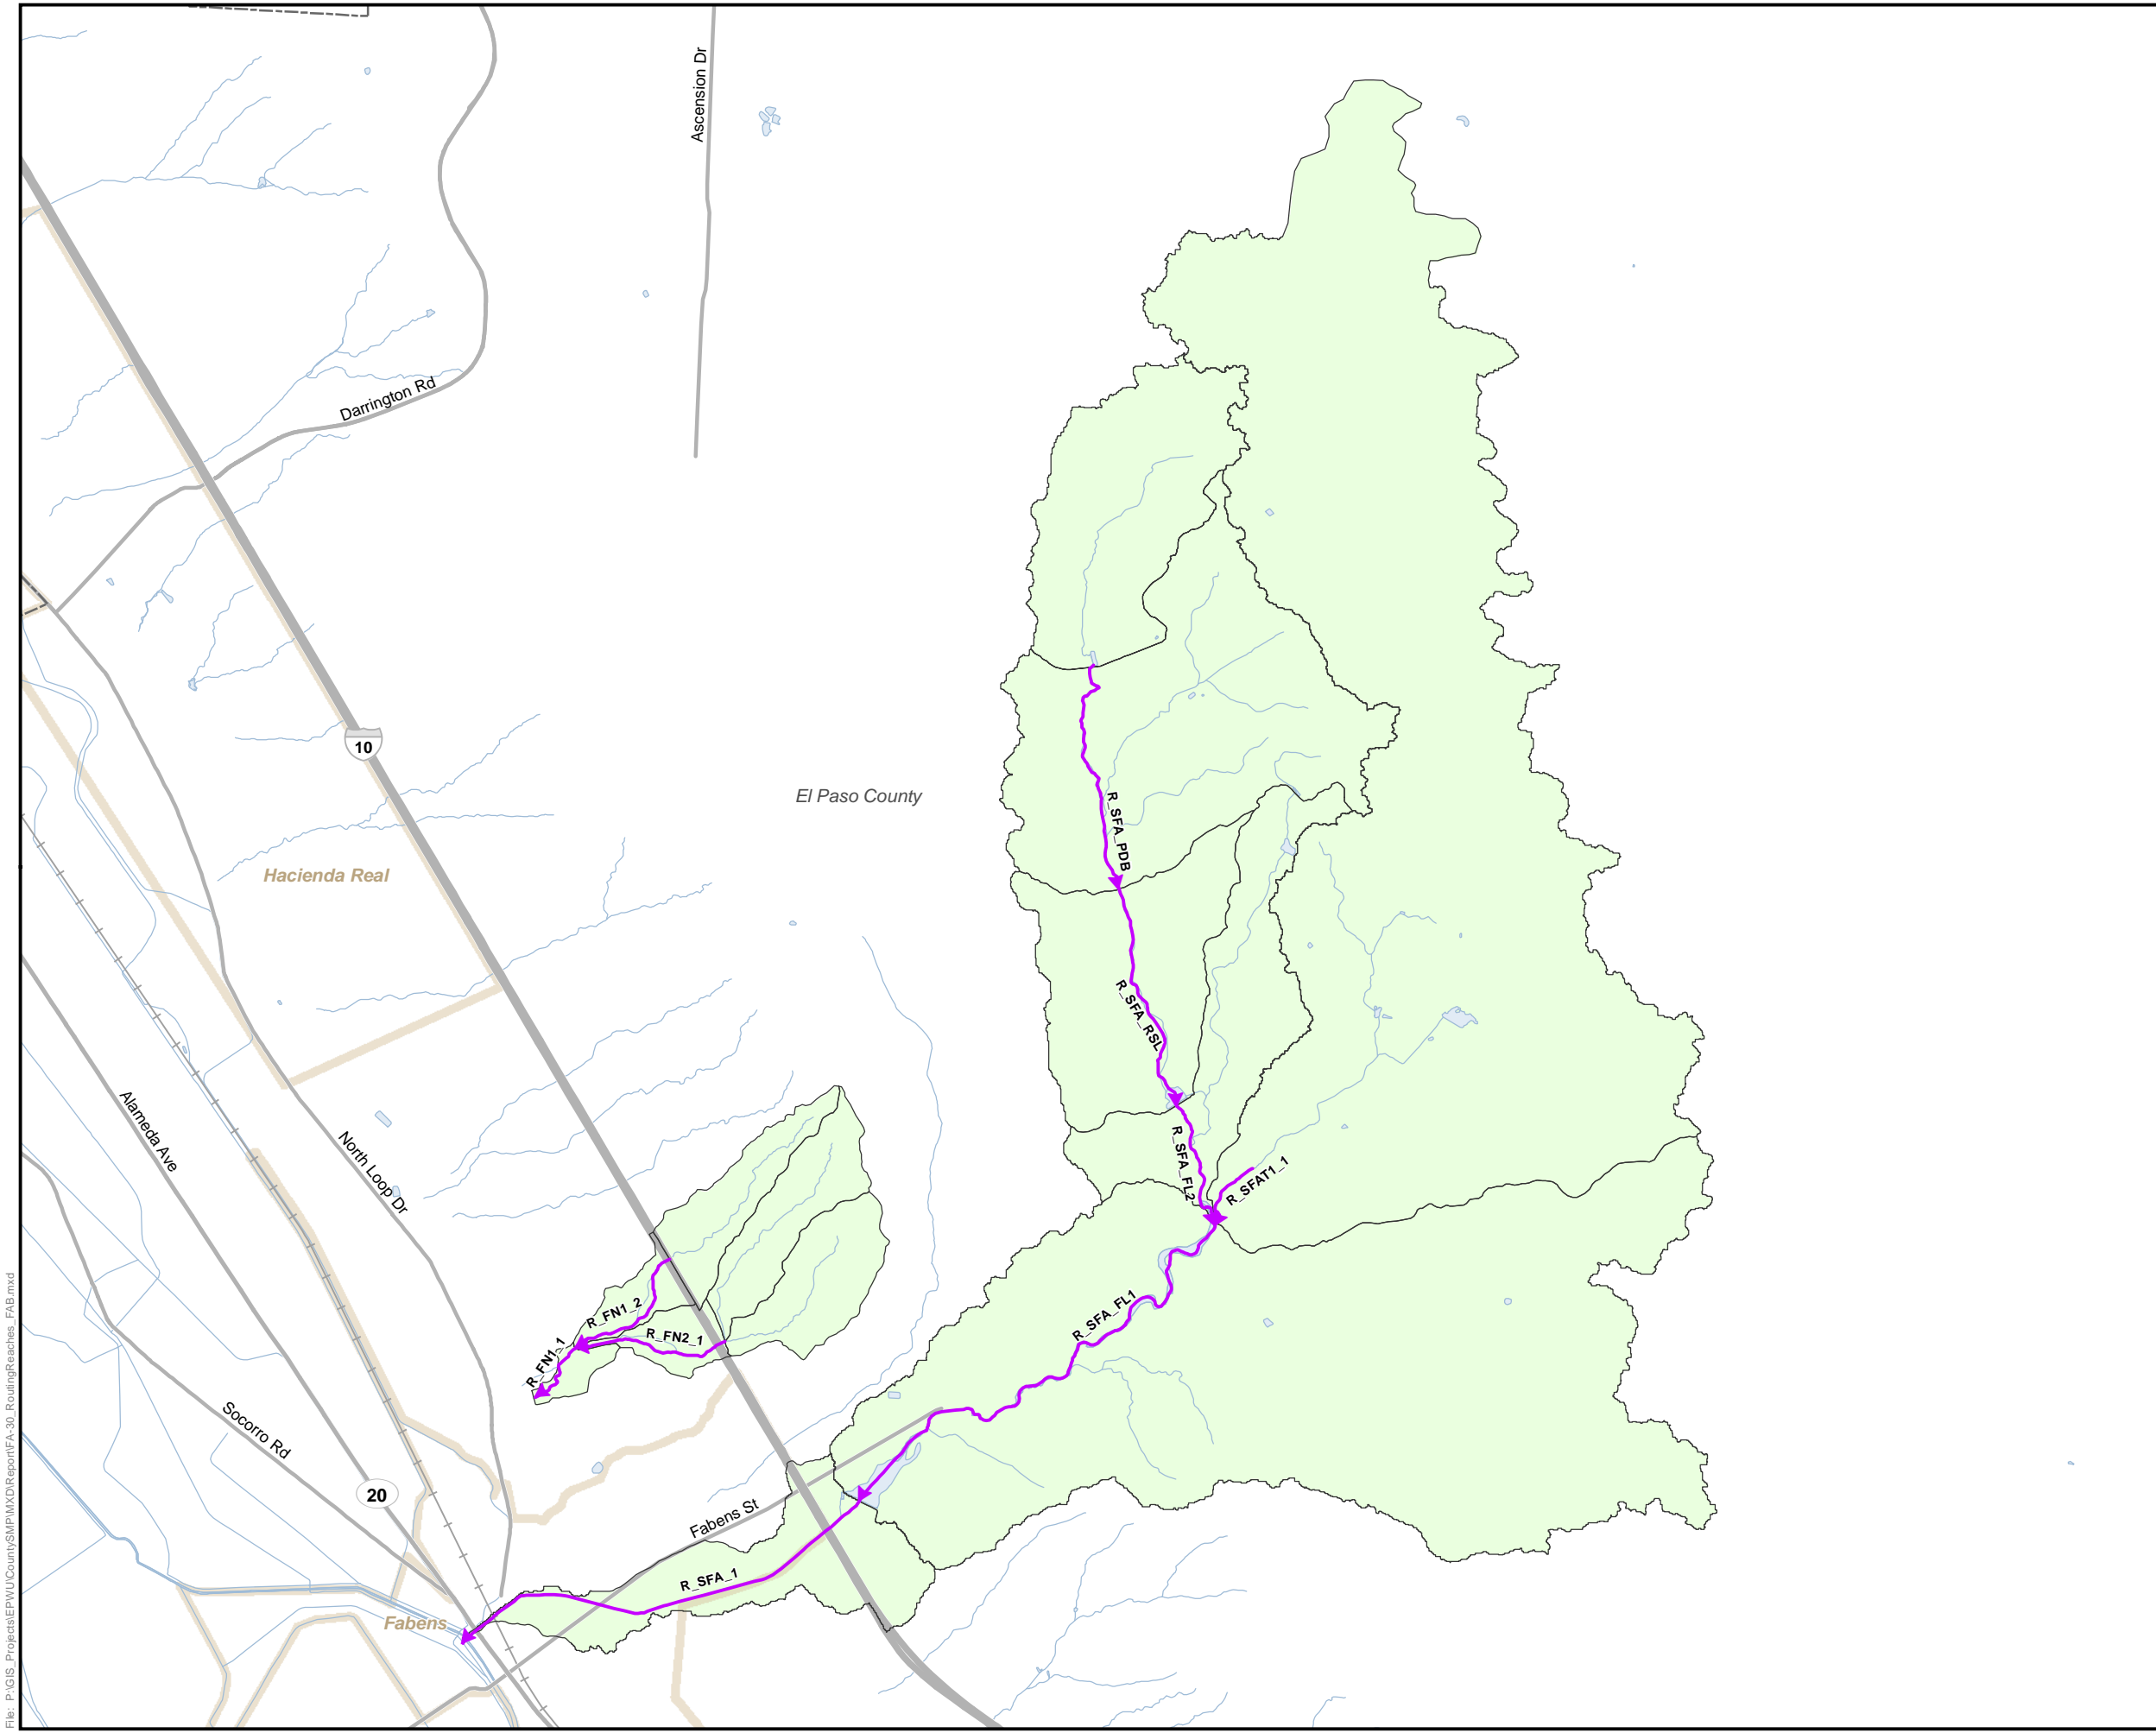 Ascension Dr
Darrington Rd
10
El Paso County
R_SFA_PDB
Hacienda Real
R_SFA_RSL
Alameda Ave
North Loop Dr
R_SFA_FL2
R_SFAT1_1
R_FN1_2
R_FN2_1
R_FN1_1
R_SFA_FL1
Socorro Rd
20
Fabens St
R_SFA_1
Fabens
File: P:\GIS_Projects\EPWU\CountySMP\MXD\Report\FA-30_RoutingReaches_FAB.mxd